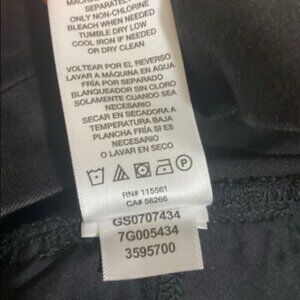 SEPARATELY
ONLY NON-CHLORINE
BLEACH WHEN NEEDED
TUMBLE DRY LOW
COOL IRON IF NEEDED
OR DRY CLEAN
VOLTEAR POR EL REVERSO
LAVAR A MÁQUINA EN AGUA
FRÍA POR SEPARADO
BLANQUEADOR SIN CLORO
SOLAMENTE CUANDO SEA
NECESARIO
SECAR EN SECADORA A
TEMPERATURA BAJA
PLANCHA FRÍA SI ES
NECESARIO
O LAVAR EN SECO
P
RN# 115561
CA# 56266
GS0707434
7G005434
3595700